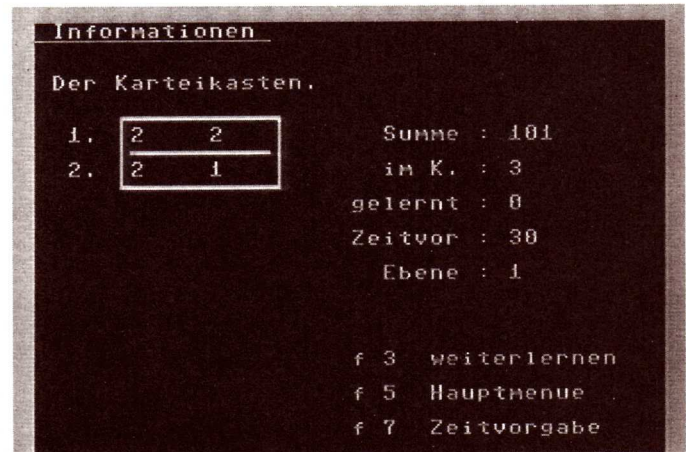 Informationen
Der Karteikasten.
1. 2 2
2. 2 1
Summe : 101
im K. : 3
gelernt : 0
Zeitvor : 30
Ebene : 1
f 3 weiterlernen
f 5 Hauptmenue
f 7 Zeitvorgabe